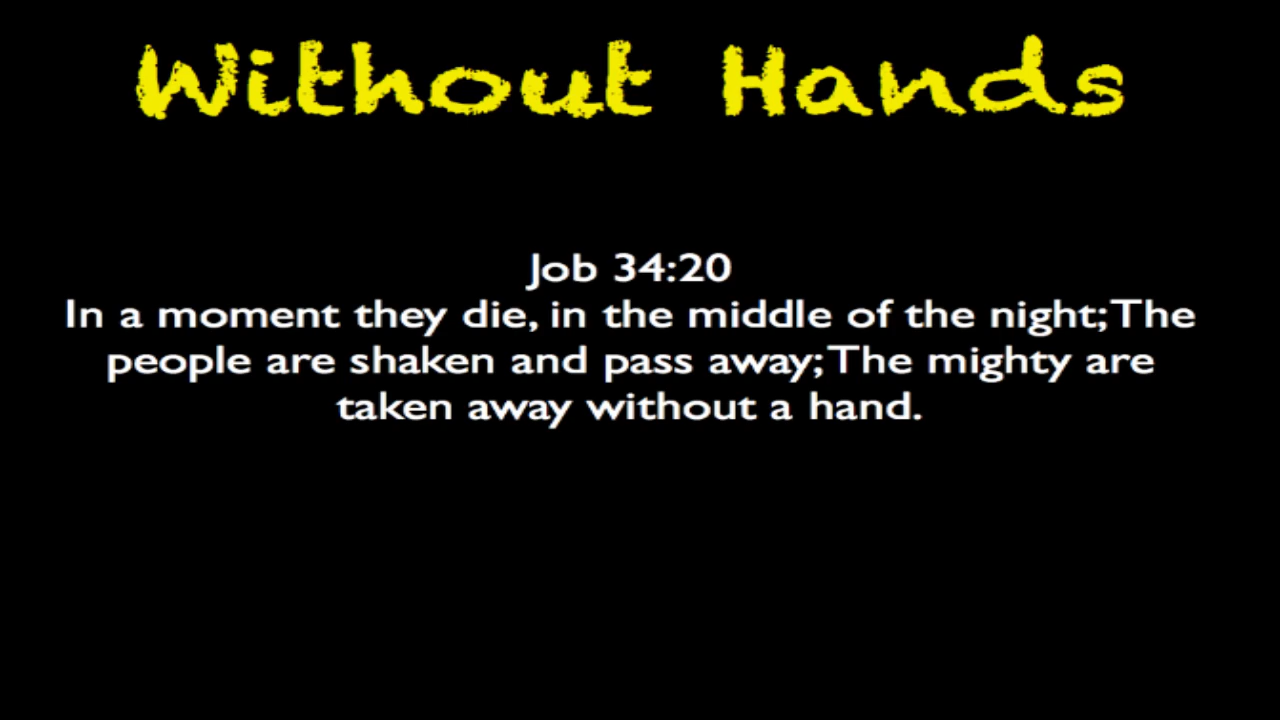 Without Hands
Job 34:20
In a moment they die, in the middle of the night;The
people are shaken and pass away;The mighty are
taken away without a hand.